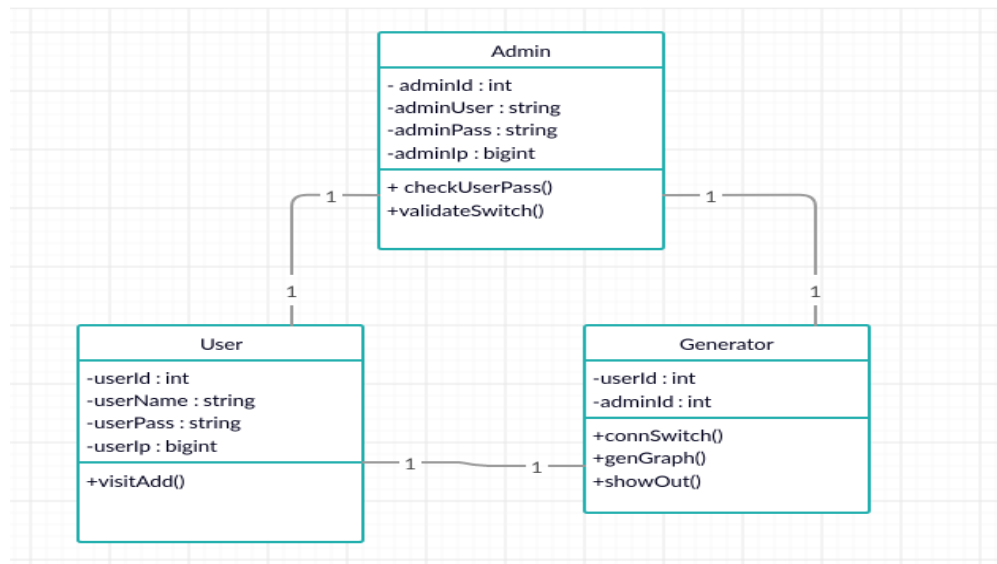 Admin
- adminId : int
-adminUser : string
-adminPass : string
-adminIp : bigint
+ checkUserPass()
+validateSwitch()
1
1
1
1
User
-userId : int
-userName : string
-userPass : string
-userIp : bigint
+visitAdd()
1
1
Generator
-userId : int
-adminId : int
+connSwitch()
+genGraph()
+showOut()